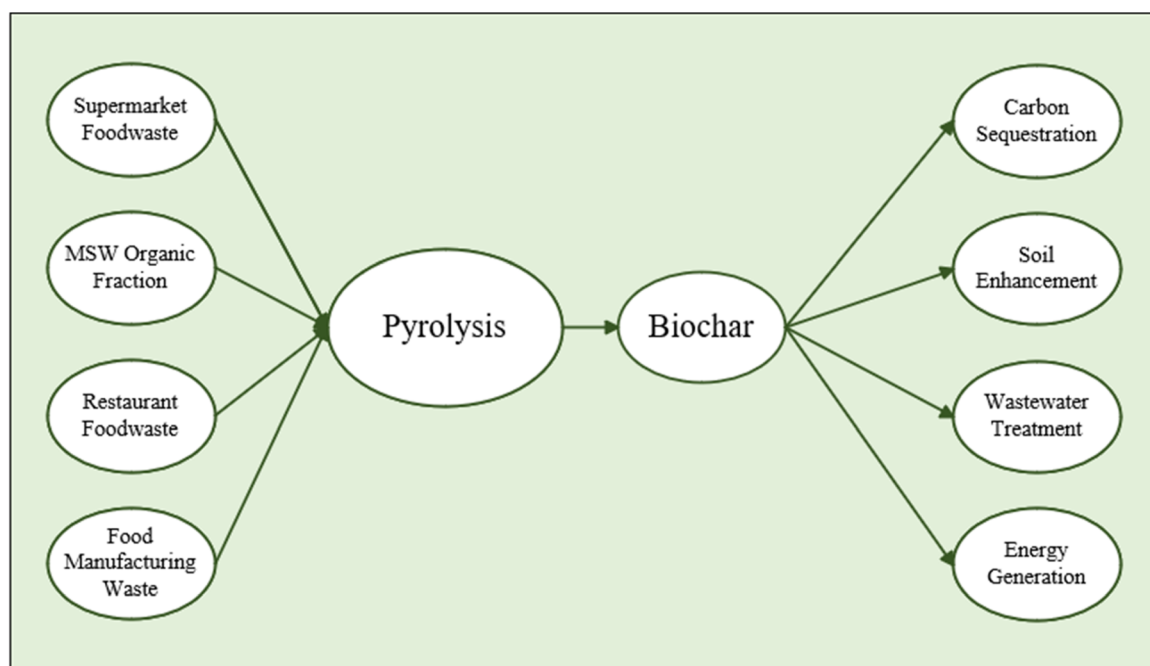 Supermarket
Foodwaste
MSW Organic
Fraction
Restaurant
Foodwaste
Food
Manufacturing
Waste
Pyrolysis
Biochar
Carbon
Sequestration
Soil
Enhancement
Wastewater
Treatment
Energy
Generation